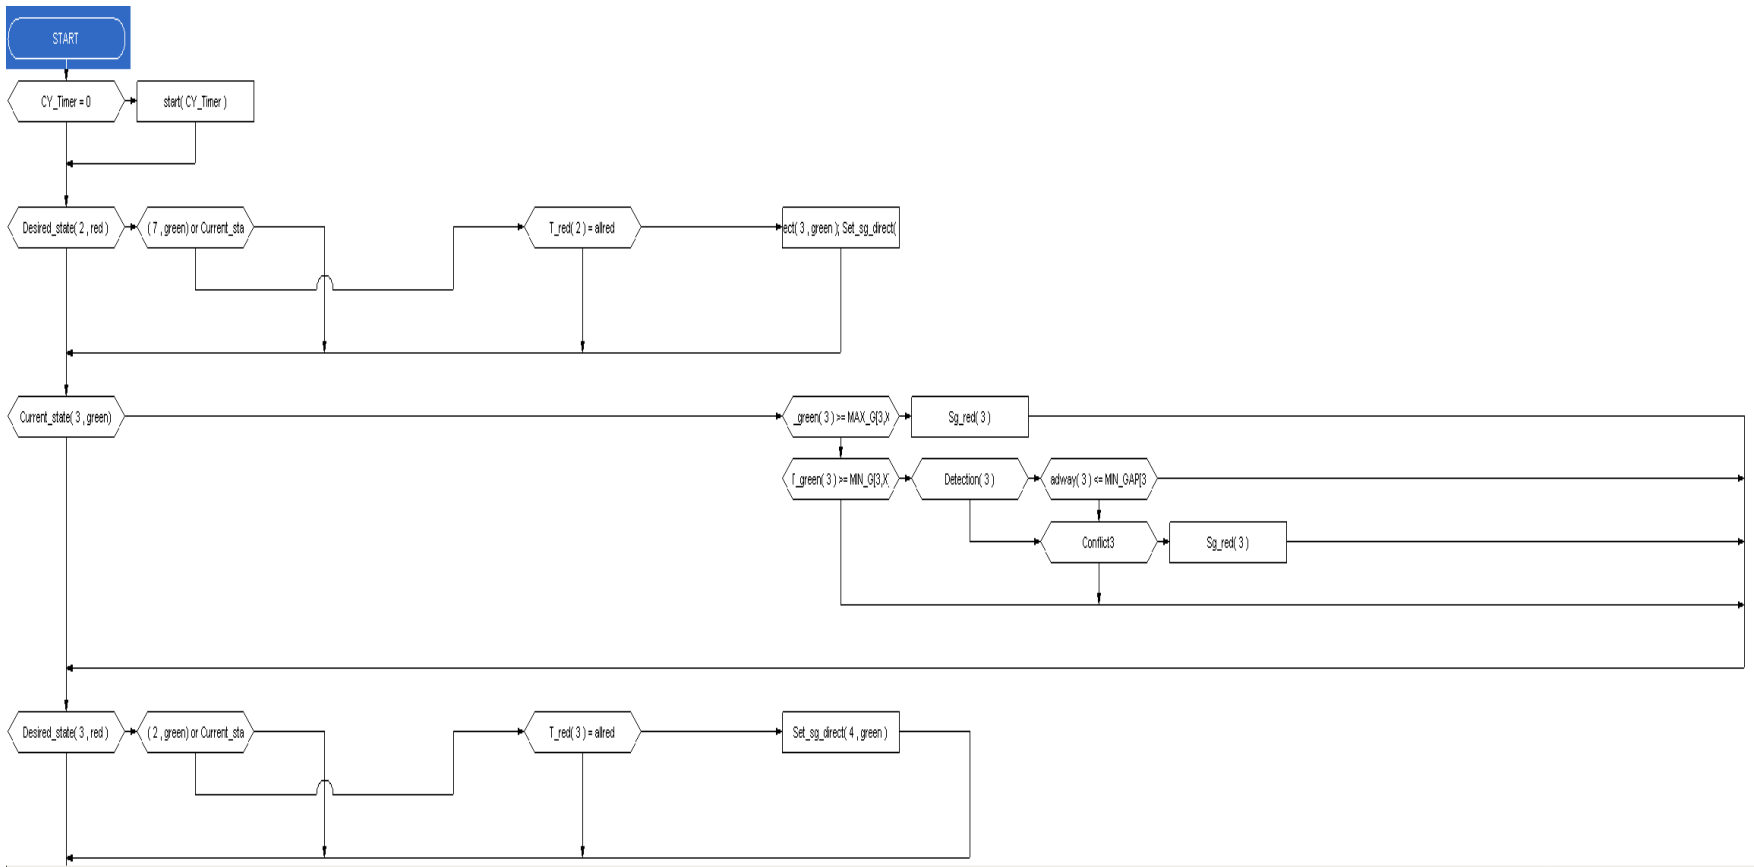 START
CY_Timer = 0
start( CY_Timer )
Desired_state( 2 , red )
( 7 , green) or Current_sta
T_red( 2 ) = allred
ect( 3 , green ); Set_sg_direct(
Current_state( 3 , green)
_green( 3 ) >= MAX_G[3,X
Sg_red( 3 )
_green( 3 ) >= MIN_G[3,X
Detection( 3 )
adway( 3 ) <= MIN_GAP[3
Conflict3
Sg_red( 3 )
Desired_state( 3 , red )
( 2 , green) or Current_sta
T_red( 3 ) = allred
Set_sg_direct( 4 , green )